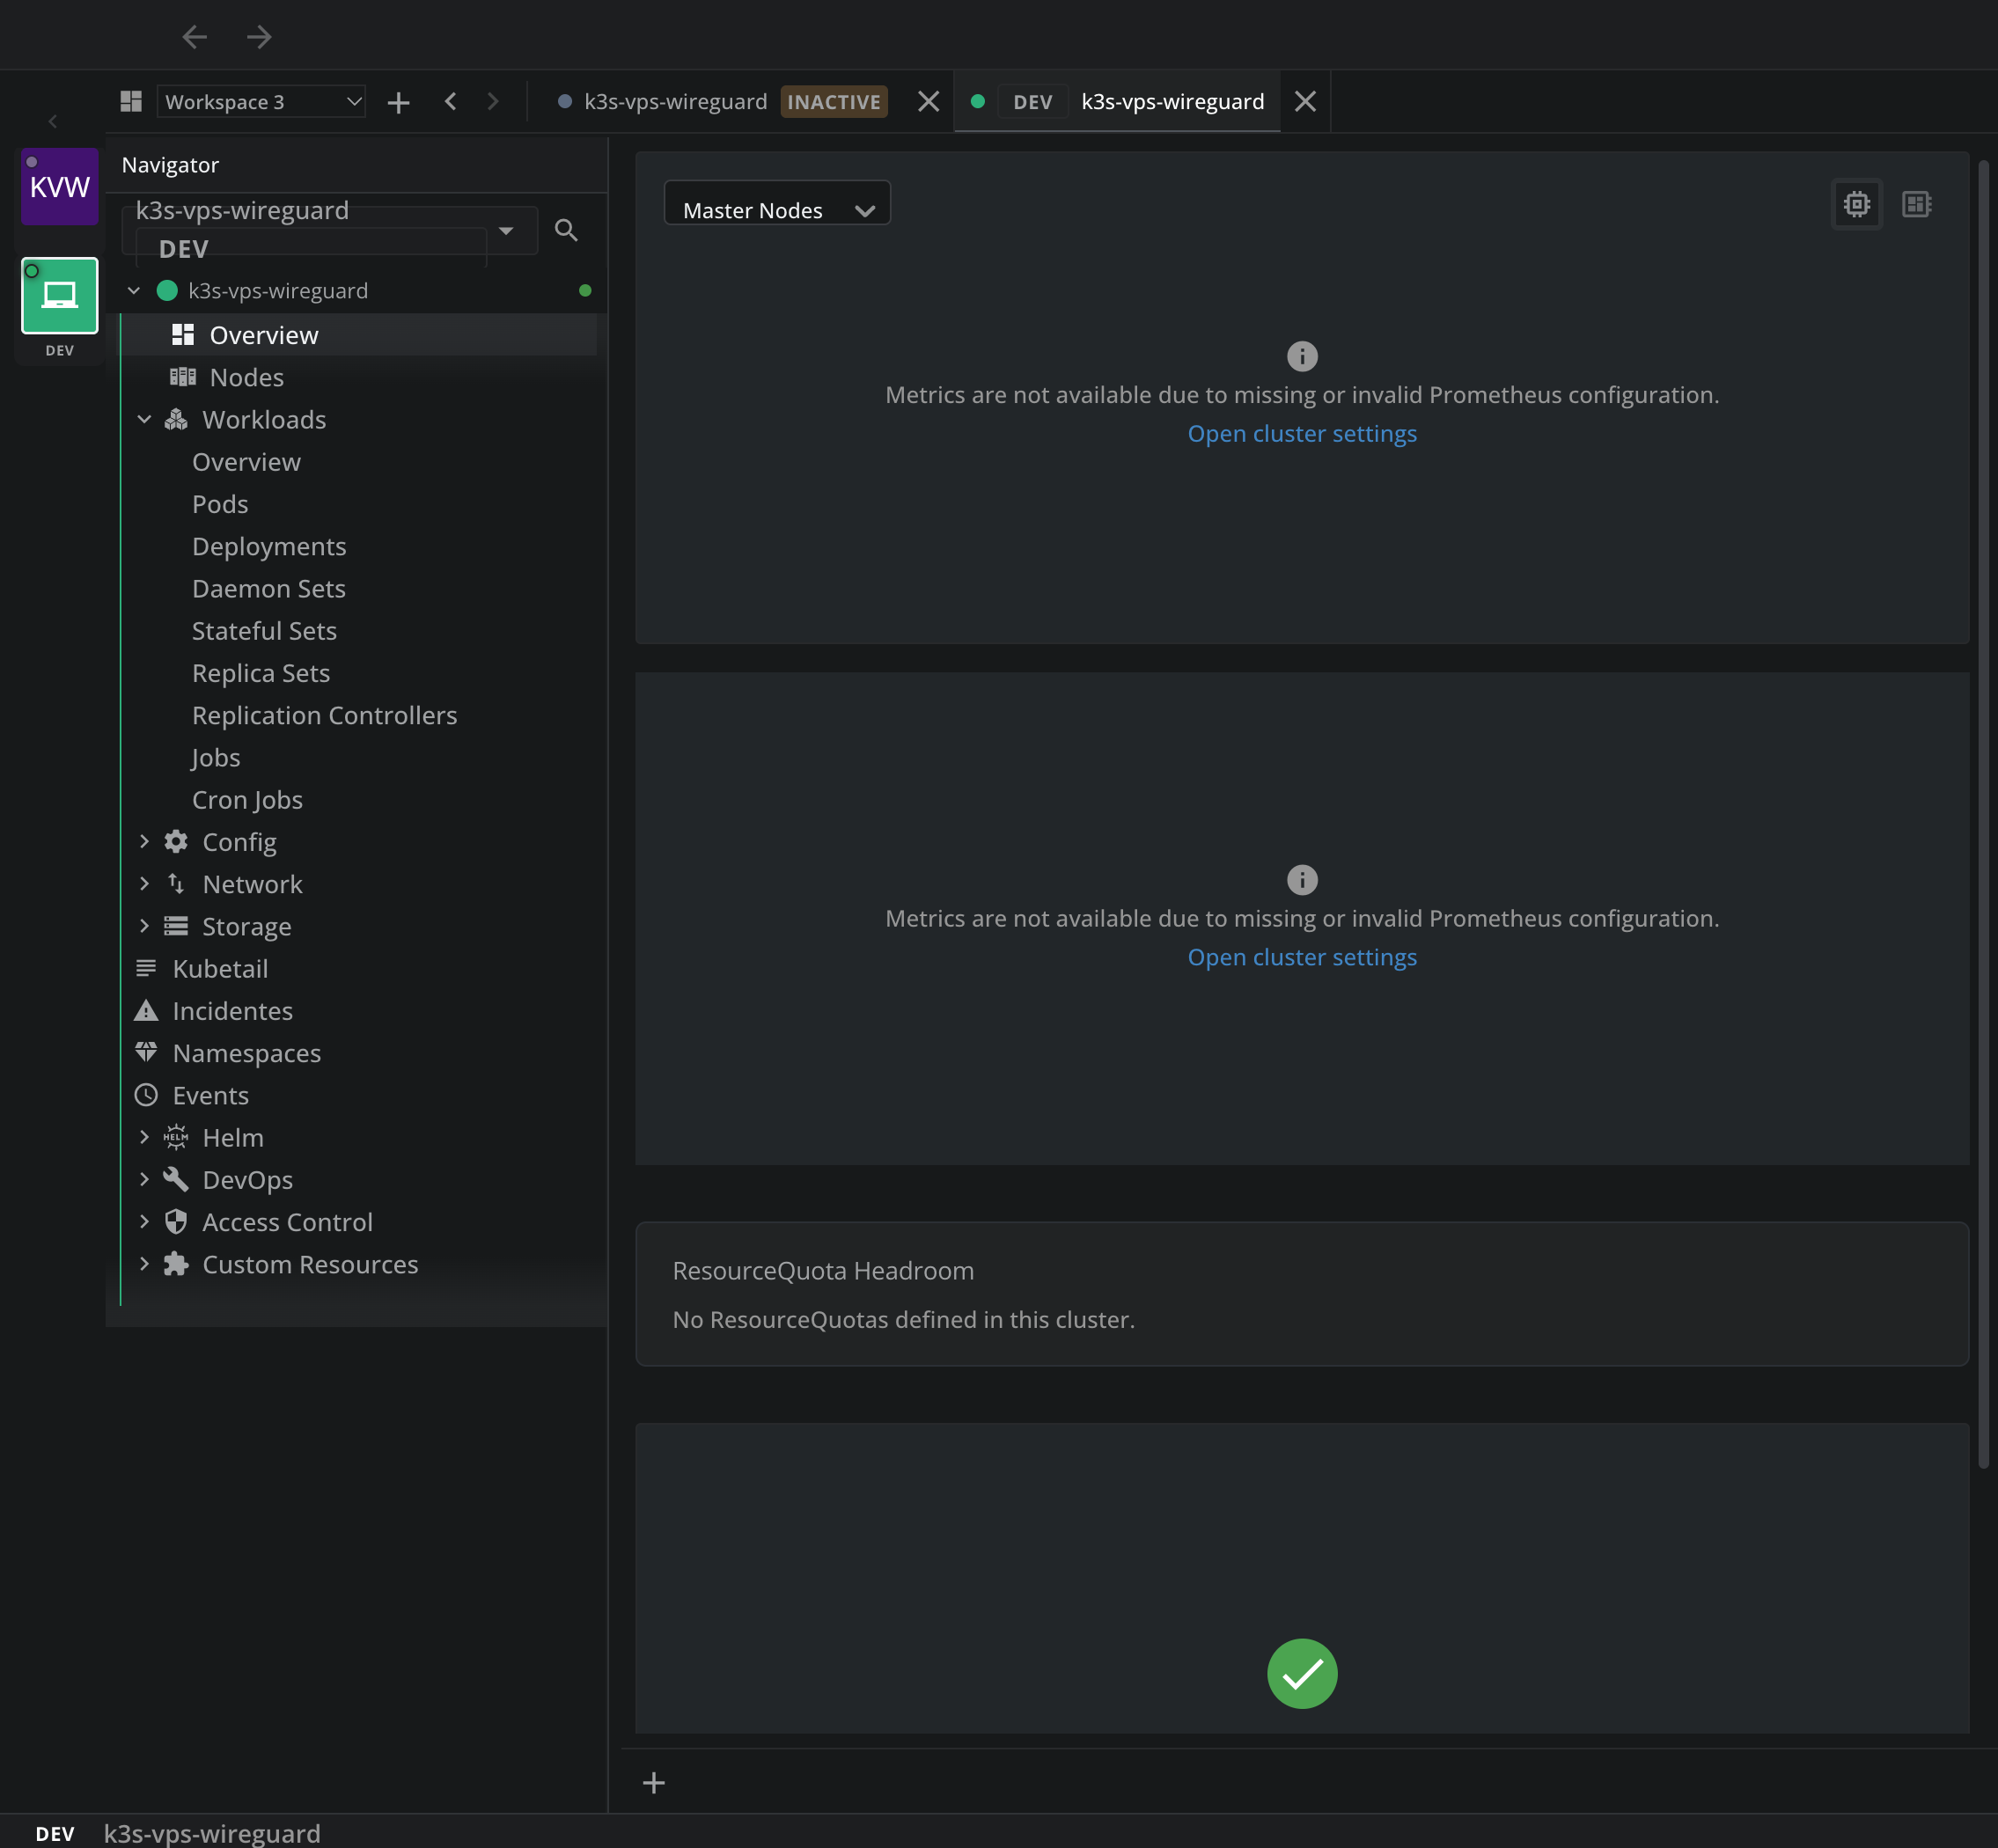 Workspace 3
k3s-vps-wireguard INACTIVE
DEV k3s-vps-wireguard
KVW
DEV
Navigator
k3s-vps-wireguard
DEV
k3s-vps-wireguard
Overview
Nodes
Workloads
Overview
Pods
Deployments
Daemon Sets
Stateful Sets
Replica Sets
Replication Controllers
Jobs
Cron Jobs
Config
Network
Storage
Kubetail
Incidentes
Namespaces
Events
HELM Helm
DevOps
Access Control
Custom Resources
Master Nodes
Metrics are not available due to missing or invalid Prometheus configuration.
Open cluster settings
Metrics are not available due to missing or invalid Prometheus configuration.
Open cluster settings
ResourceQuota Headroom
No ResourceQuotas defined in this cluster.
DEV k3s-vps-wireguard